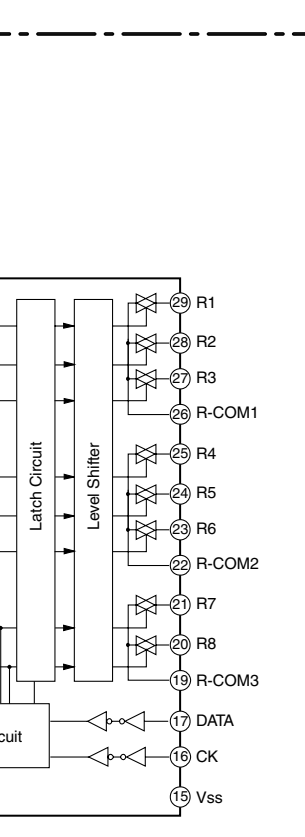 Latch Circuit
Level Shifter
29 R1
28 R2
27 R3
26 R-COM1
25 R4
24 R5
23 R6
22 R-COM2
21 R7
20 R8
19 R-COM3
17 DATA
cuit
16 CK
15 Vss